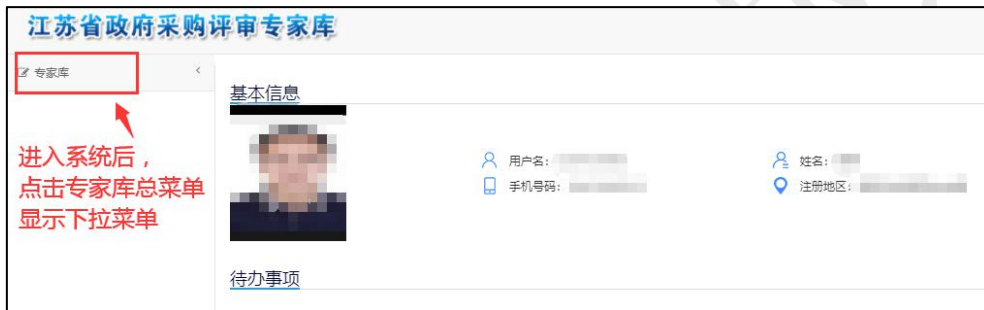 江苏省政府采购评审专家库
专家库
基本信息
进入系统后，
点击专家库总菜单
显示下拉菜单
用户名：
姓名：
手机号码：
注册地区：
待办事项